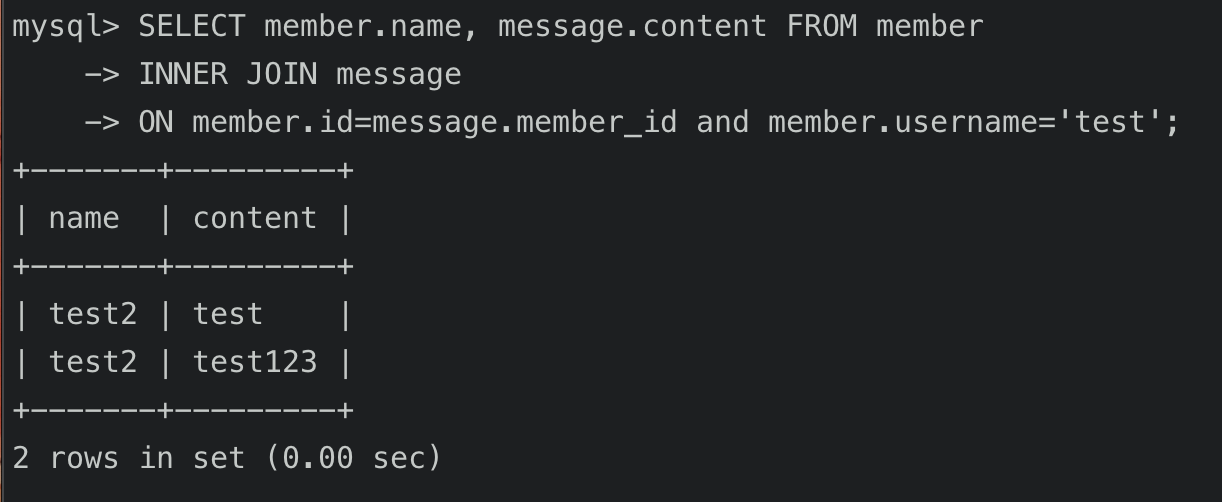 mysql> SELECT member.name, message.content FROM member
    -> INNER JOIN message
    -> ON member.id=message.member_id and member.username='test';
+-------+---------+
| name  | content |
+-------+---------+
| test2 | test    |
| test2 | test123 |
+-------+---------+
2 rows in set (0.00 sec)